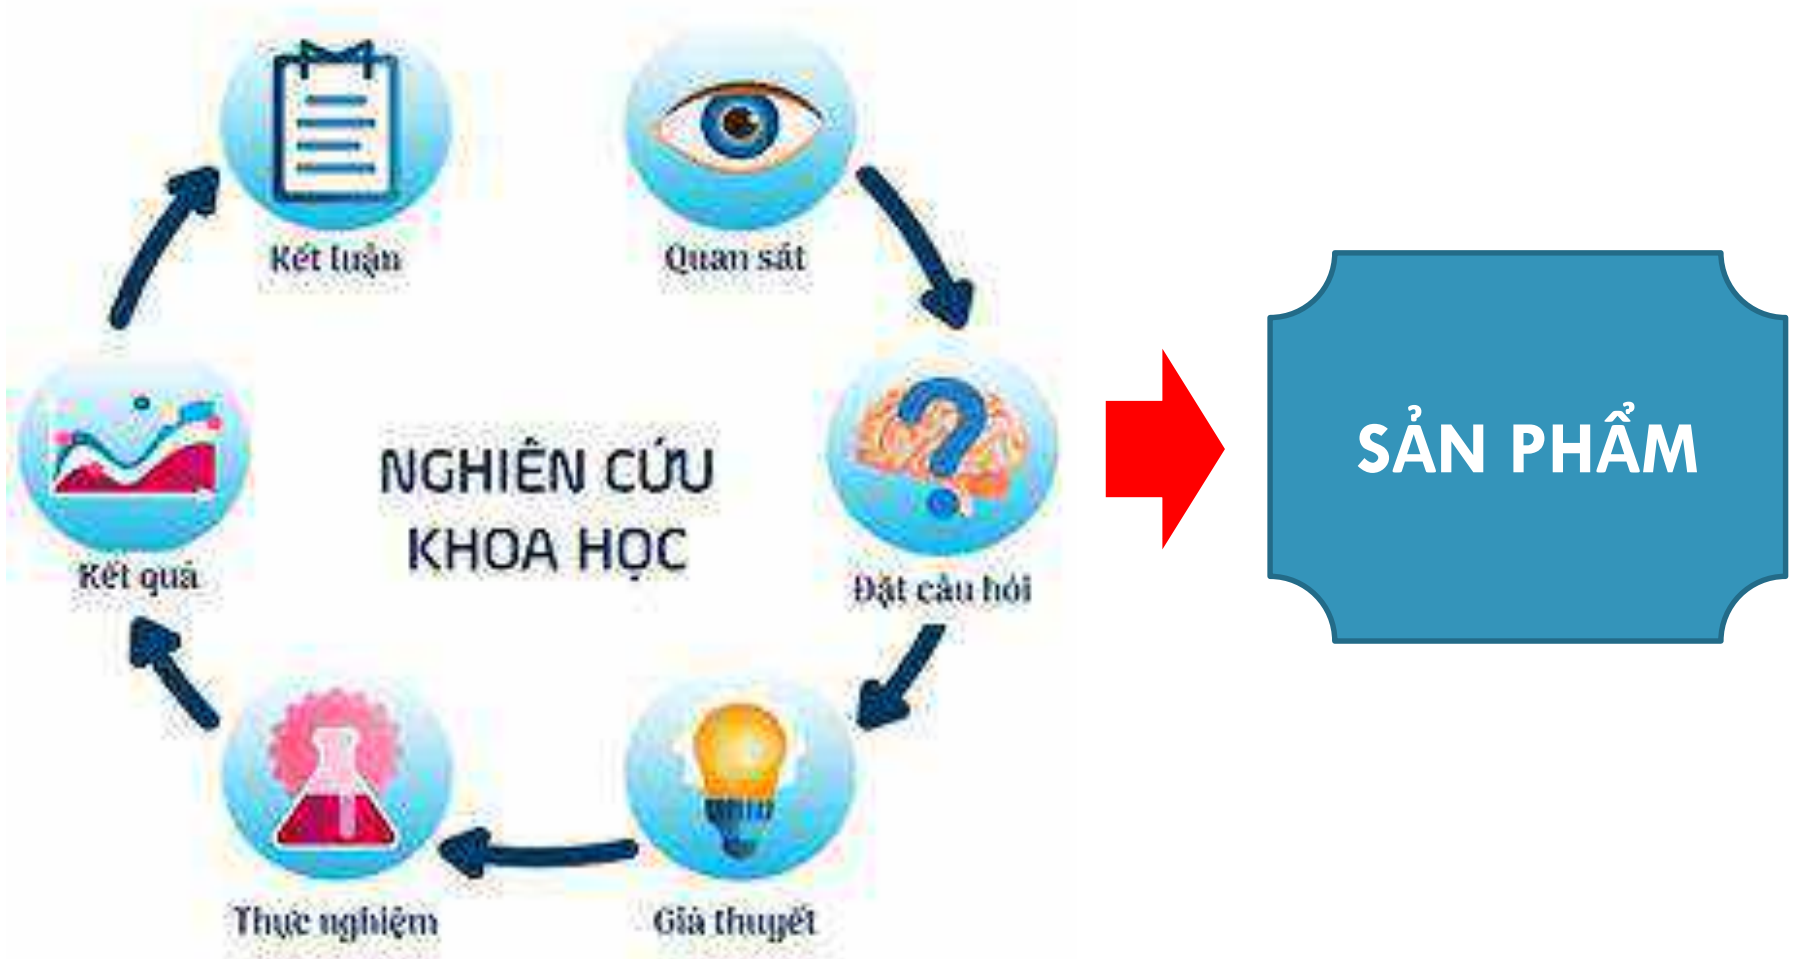 Kết luận
Quan sát
Kết quả
NGHIÊN CỨU
KHOA HỌC
Đặt câu hỏi
Thực nghiệm
Giả thuyết
SẢN PHẨM